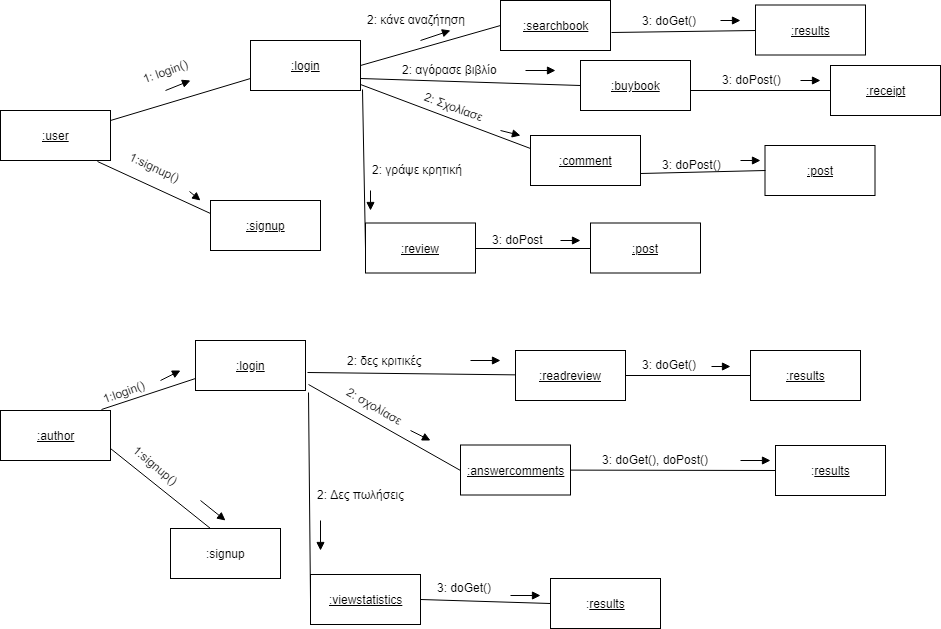 2: κάνε αναζήτηση
:searchbook
3: doGet()
:results
1: login()
:login
2: αγόρασε βιβλίο
:buybook
3: doPost()
:receipt
2: Σχολίασε
:user
1:signup()
:comment
3: doPost()
:post
2: γράψε κρητική
:signup
:review
3: doPost
:post
:login
2: δες κριτικές
:readreview
3: doGet()
:results
1:login()
2: σχολίασε
:author
1:signup()
:answercomments
3: doGet(), doPost()
:results
2: Δες πωλήσεις
:signup
:viewstatistics
3: doGet()
:results